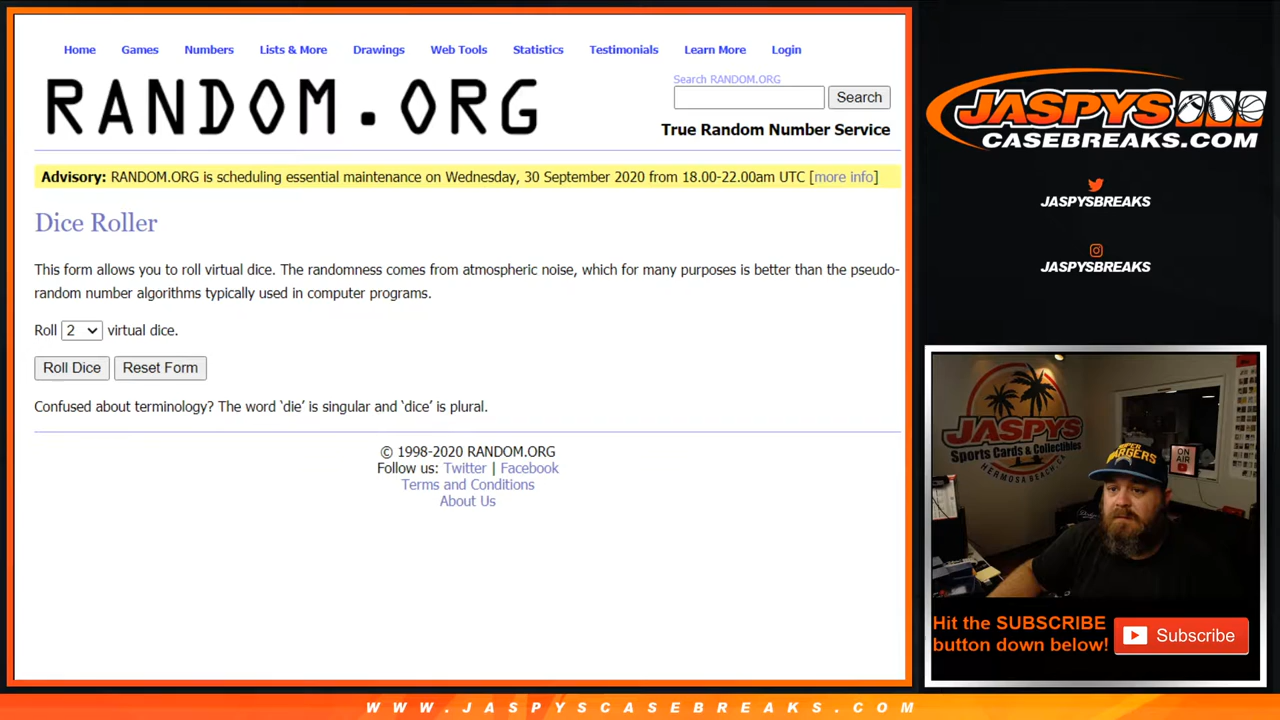 Home Games Numbers Lists & More Drawings Web Tools Statistics Testimonials Learn More Login
RANDOM.ORG
Search RANDOM.ORG
Search
True Random Number Service
Advisory: RANDOM.ORG is scheduling essential maintenance on Wednesday, 30 September 2020 from 18.00-22.00am UTC [more info]
Dice Roller
This form allows you to roll virtual dice. The randomness comes from atmospheric noise, which for many purposes is better than the pseudo-
random number algorithms typically used in computer programs.
Roll 2 virtual dice.
Roll Dice Reset Form
Confused about terminology? The word ‘die’ is singular and ‘dice’ is plural.
© 1998-2020 RANDOM.ORG
Follow us: Twitter | Facebook
Terms and Conditions
About Us
JASPYS
CASEBREAKS.COM
JASPYSBREAKS
JASPYSBREAKS
JASPYS
Sports Cards & Collectibles
HERMOSA BEACH, CA
SUPER
CHARGERS
ON
AIR
Hit the SUBSCRIBE
button down below!
Subscribe
WWW.JASPYSCASEBREAKS.COM